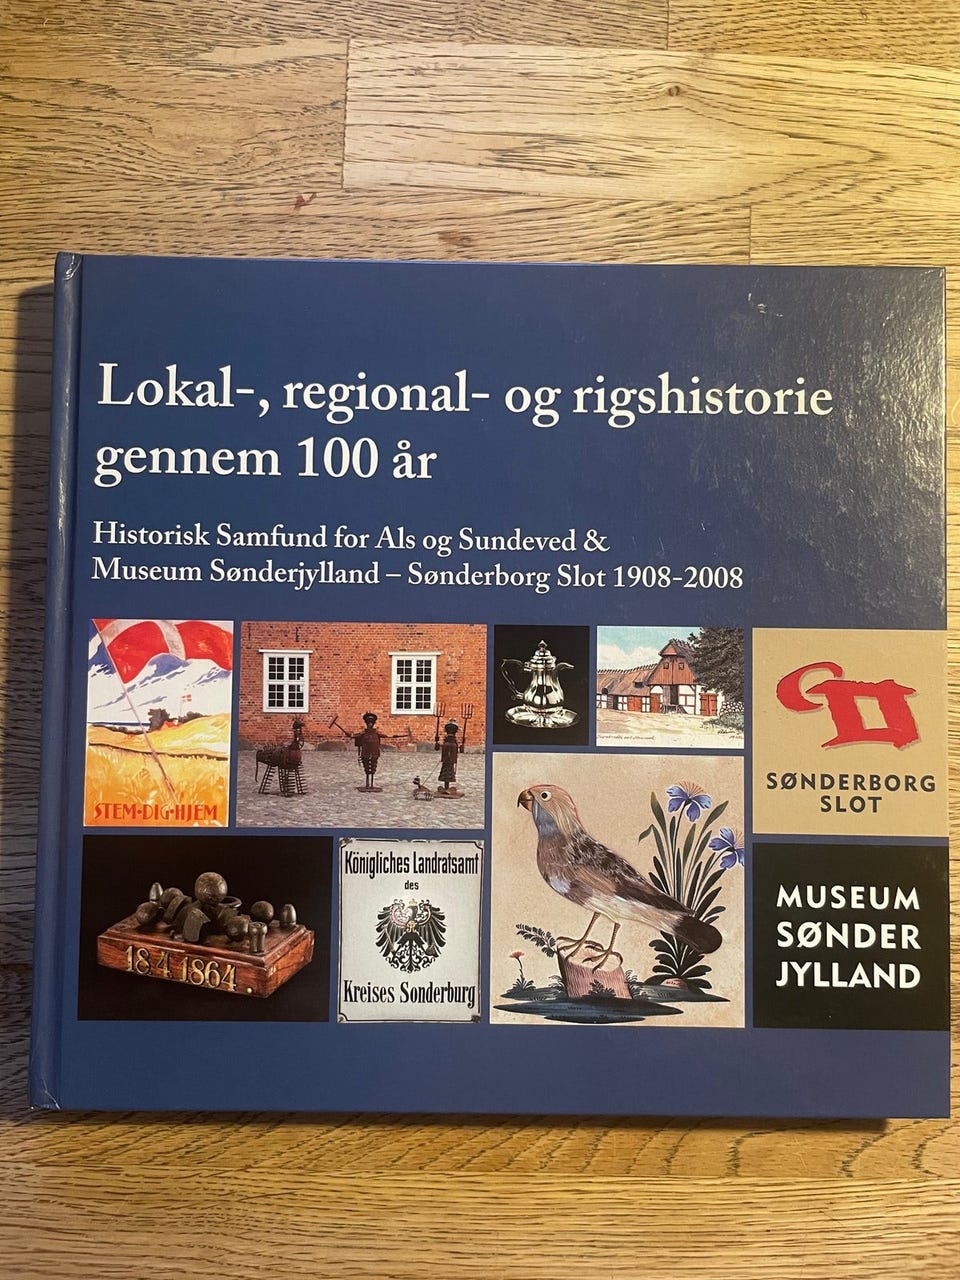 Lokal-, regional- og rigshistorie
gennem 100 år
Historisk Samfund for Als og Sundeved &
Museum Sønderjylland – Sønderborg Slot 1908-2008
STEM·DIG·HJEM
SØNDERBORG
SLOT
18.4.1864.
Königliches Landratsamt
des
Kreises Sonderburg
MUSEUM
SØNDER
JYLLAND